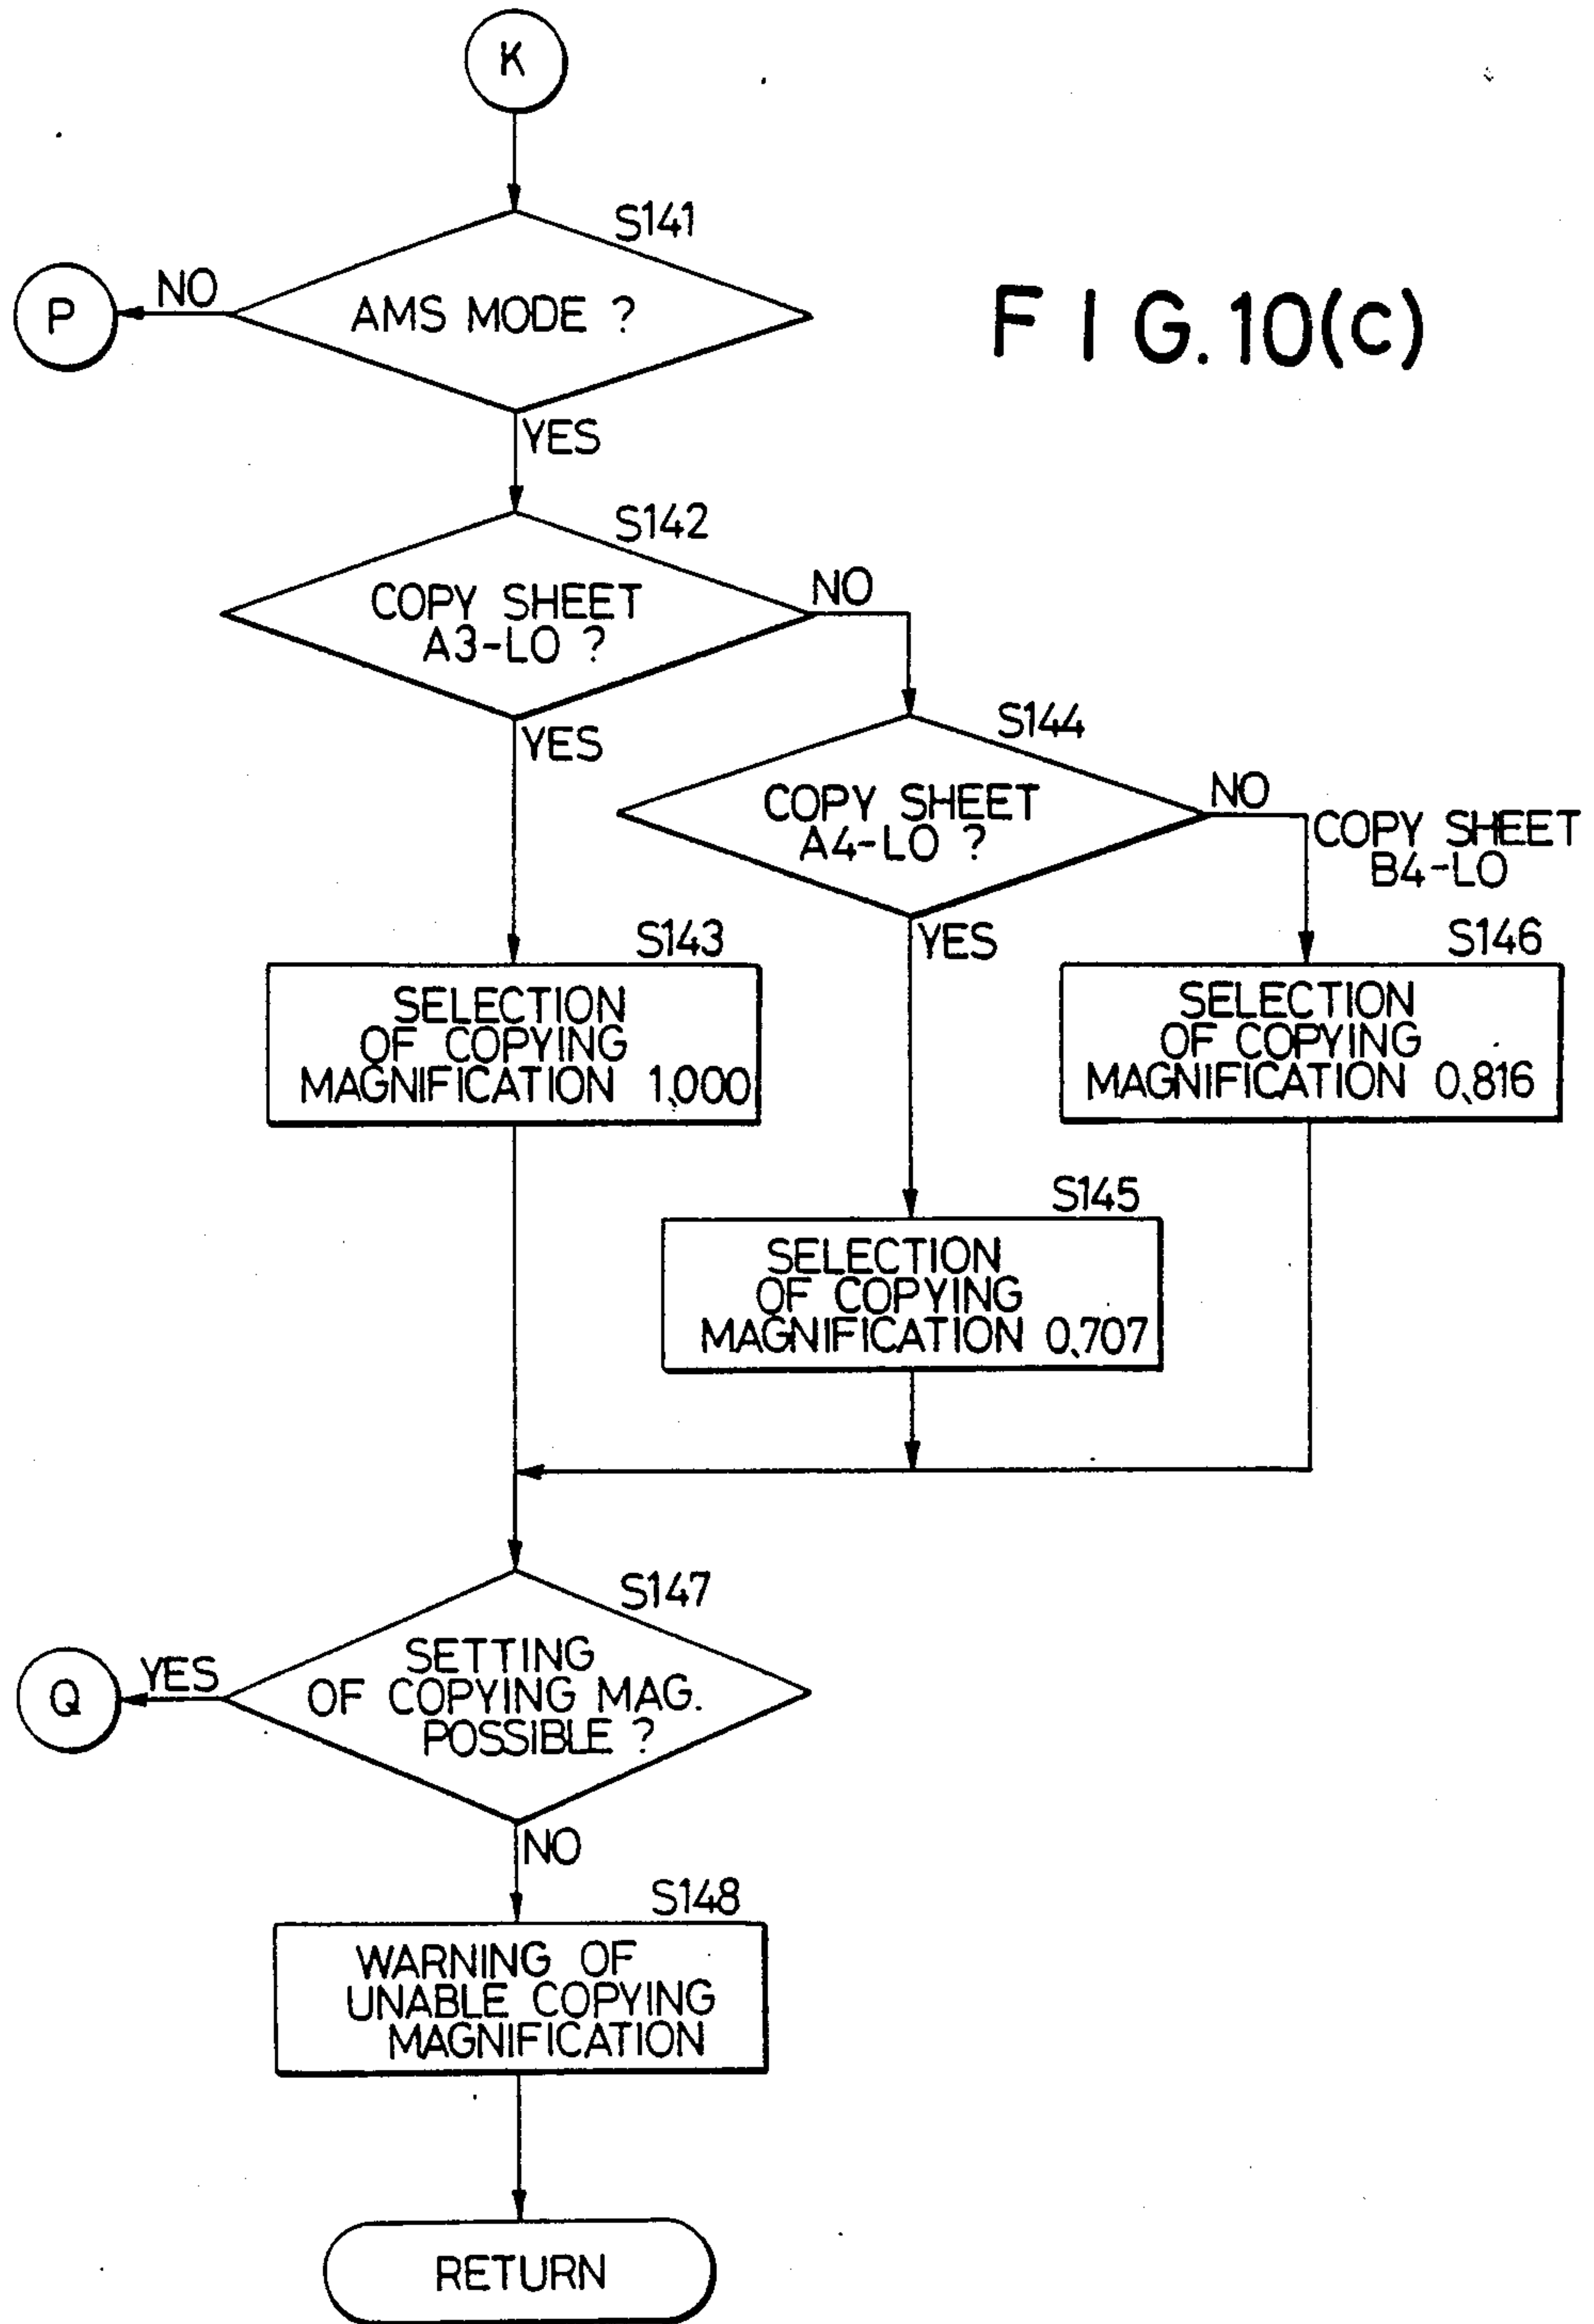 K
S141
P
NO
AMS MODE ?
FIG.10(c)
YES
S142
COPY SHEET
A3-LO ?
NO
YES
S144
COPY SHEET
A4-LO ?
NO
COPY SHEET
B4-LO
YES
S143
SELECTION
OF COPYING
MAGNIFICATION 1.000
S146
SELECTION
OF COPYING
MAGNIFICATION 0.816
S145
SELECTION
OF COPYING
MAGNIFICATION 0.707
S147
Q
YES
SETTING
OF COPYING MAG.
POSSIBLE ?
NO
S148
WARNING OF
UNABLE COPYING
MAGNIFICATION
RETURN